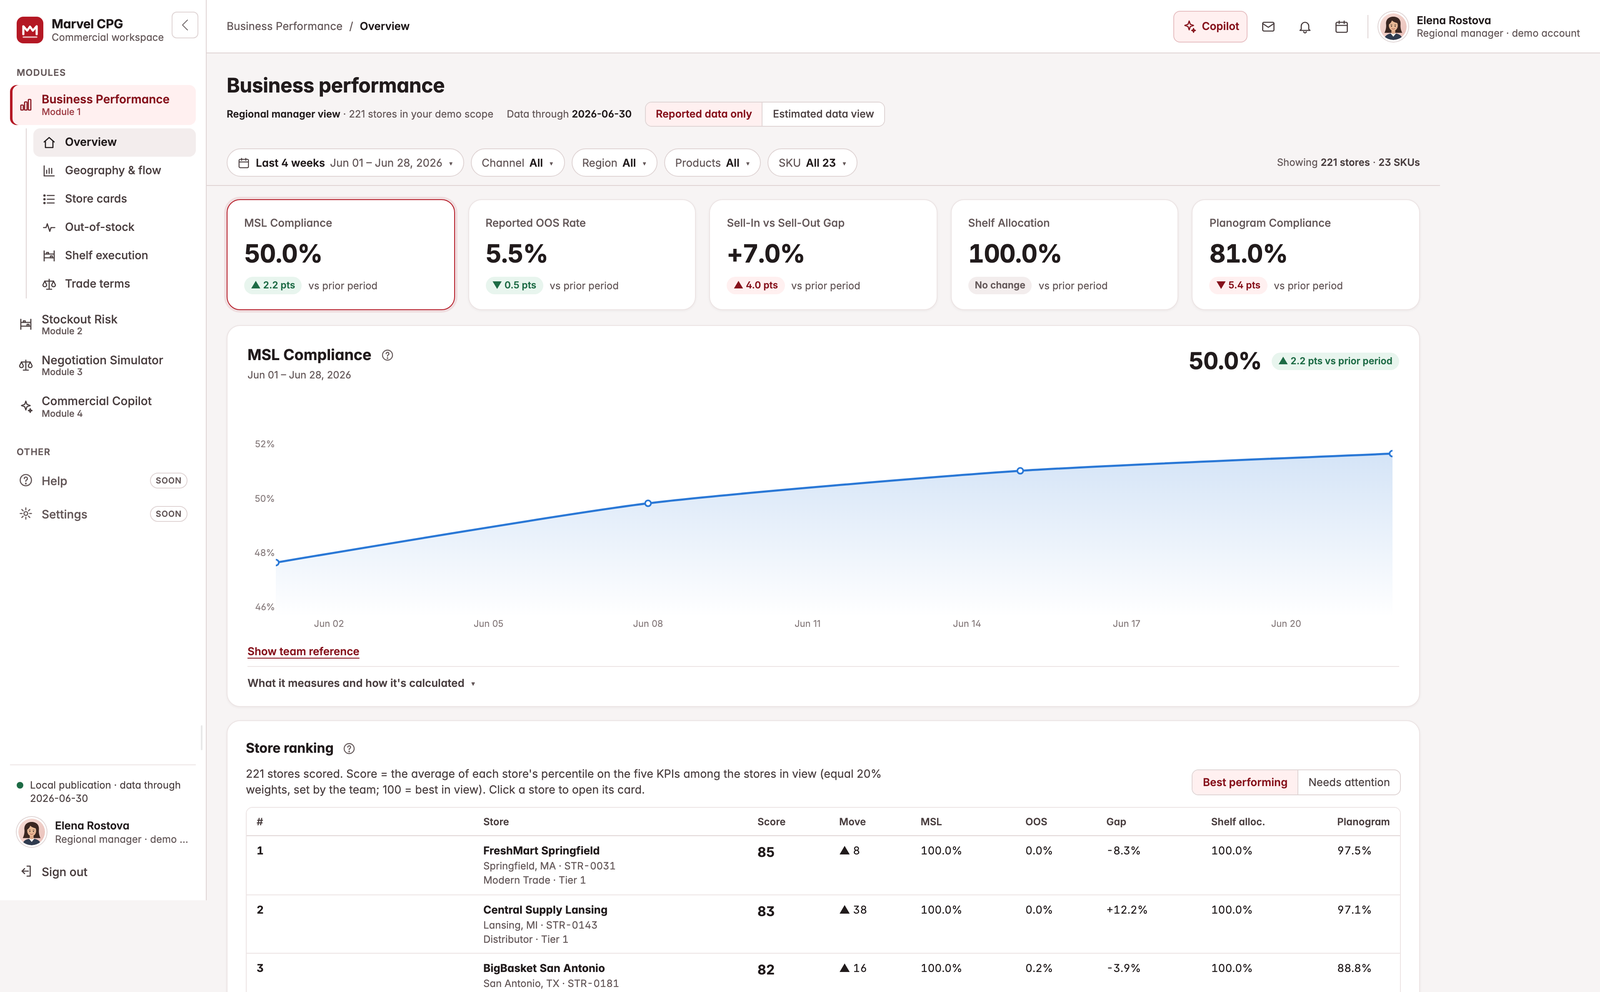 Marvel CPG
Commercial workspace
MODULES
Business Performance
Module 1
Overview
Geography & flow
Store cards
Out-of-stock
Shelf execution
Trade terms
Stockout Risk
Module 2
Negotiation Simulator
Module 3
Commercial Copilot
Module 4
OTHER
Help SOON
Settings SOON
Local publication · data through
2026-06-30
Elena Rostova
Regional manager · demo ...
Sign out
Business Performance / Overview
Copilot
Elena Rostova
Regional manager · demo account
Business performance
Regional manager view · 221 stores in your demo scope Data through 2026-06-30 Reported data only Estimated data view
Last 4 weeks Jun 01 – Jun 28, 2026 ▾ Channel All ▾ Region All ▾ Products All ▾ SKU All 23 ▾ Showing 221 stores · 23 SKUs
MSL Compliance
50.0%
▲ 2.2 pts vs prior period
Reported OOS Rate
5.5%
▼ 0.5 pts vs prior period
Sell-In vs Sell-Out Gap
+7.0%
▲ 4.0 pts vs prior period
Shelf Allocation
100.0%
No change vs prior period
Planogram Compliance
81.0%
▼ 5.4 pts vs prior period
MSL Compliance
Jun 01 – Jun 28, 2026
50.0% ▲ 2.2 pts vs prior period
52%
50%
48%
46%
Jun 02 Jun 05 Jun 08 Jun 11 Jun 14 Jun 17 Jun 20
Show team reference
What it measures and how it's calculated ▾
Store ranking
221 stores scored. Score = the average of each store's percentile on the five KPIs among the stores in view (equal 20%
weights, set by the team; 100 = best in view). Click a store to open its card.
Best performing Needs attention
# Store Score Move MSL OOS Gap Shelf alloc. Planogram
1 FreshMart Springfield 85 ▲ 8 100.0% 0.0% -8.3% 100.0% 97.5%
Springfield, MA · STR-0031
Modern Trade · Tier 1
2 Central Supply Lansing 83 ▲ 38 100.0% 0.0% +12.2% 100.0% 97.1%
Lansing, MI · STR-0143
Distributor · Tier 1
3 BigBasket San Antonio 82 ▲ 16 100.0% 0.2% -3.9% 100.0% 88.8%
San Antonio, TX · STR-0181